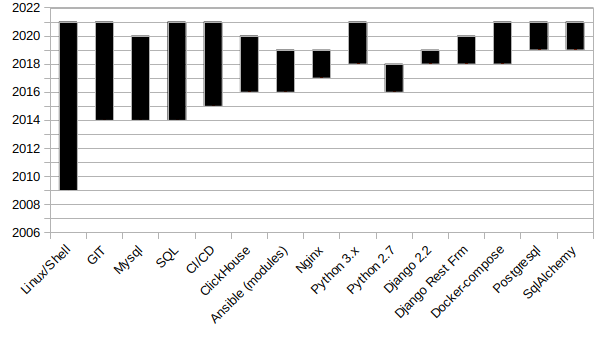 2022
2020
2018
2016
2014
2012
2010
2008
2006
Linux/Shell
GIT
Mysql
SQL
CI/CD
ClickHouse
Ansible (modules)
Nginx
Python 3.x
Python 2.7
Django 2.2
Django Rest Frm
Docker-compose
Postgresql
SqlAlchemy